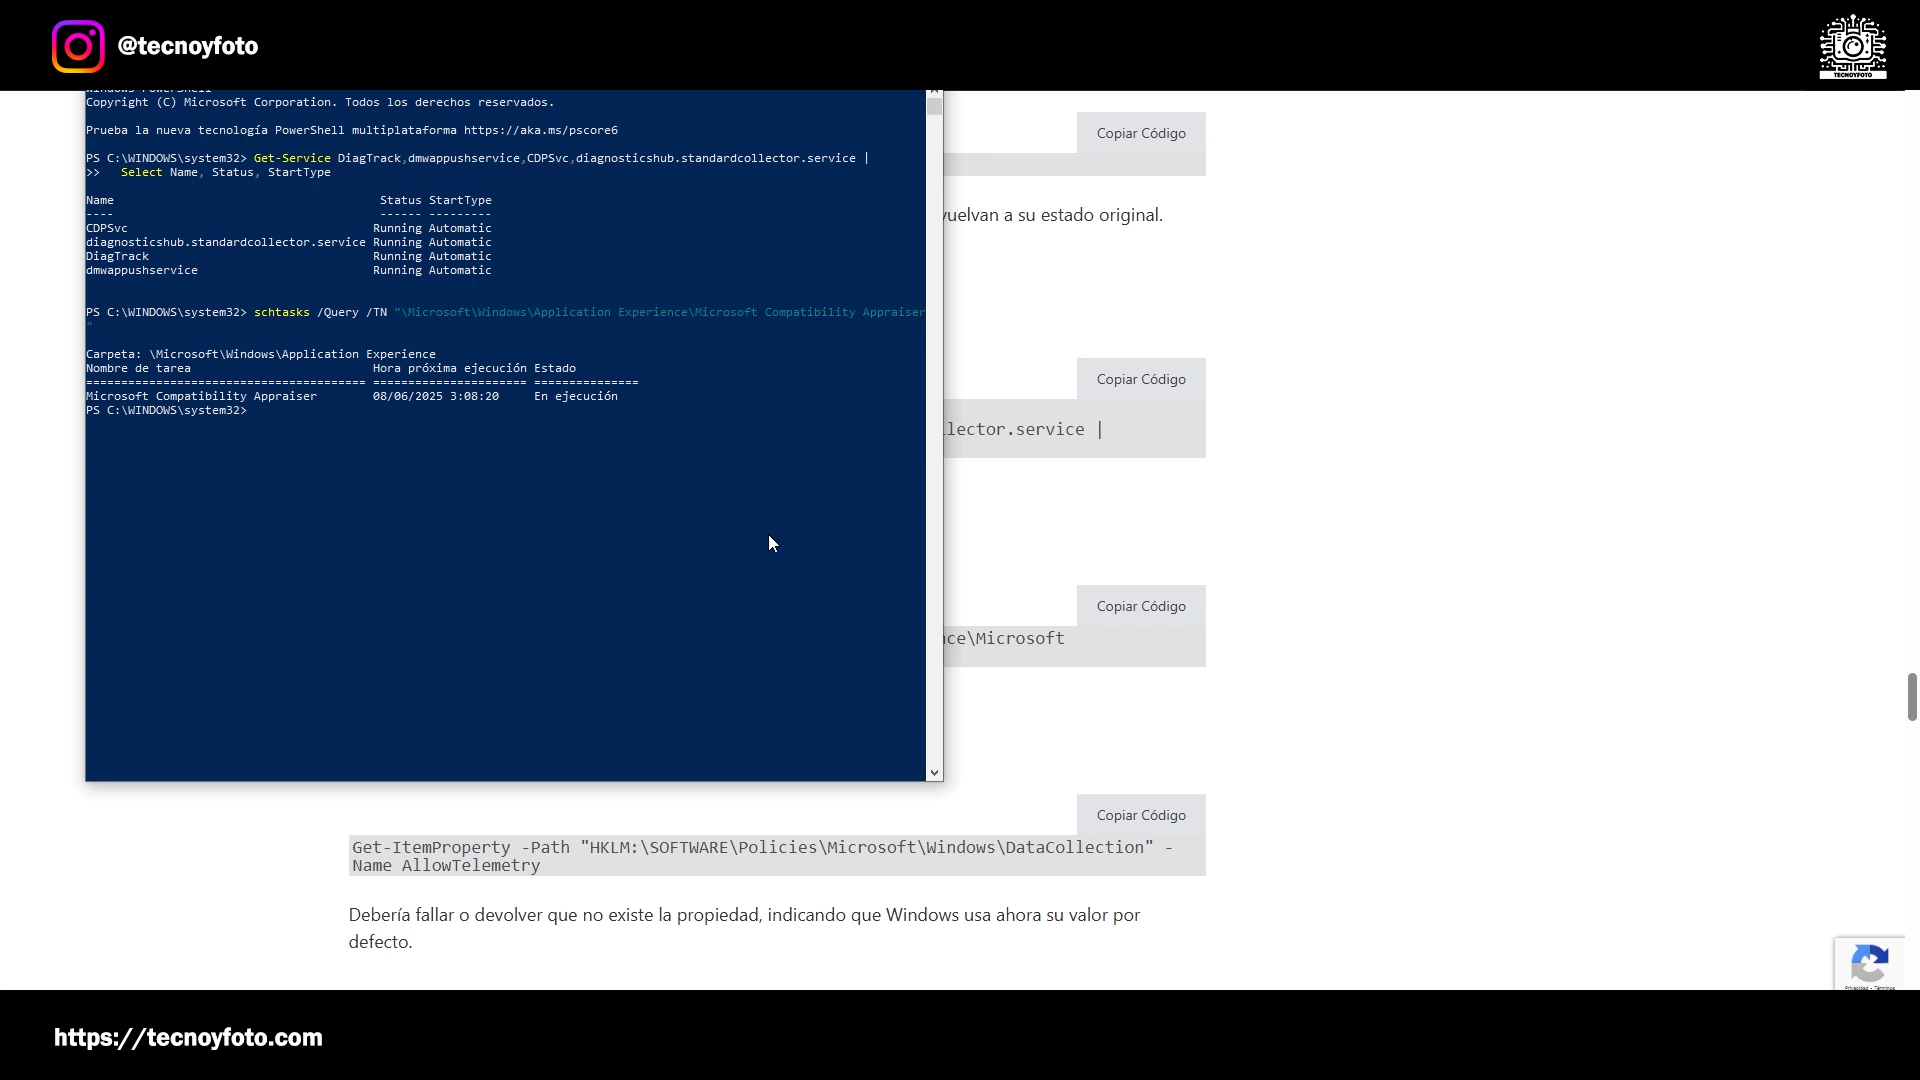 @tecnoyfoto
TECNOYFOTO
Windows PowerShell
Copyright (C) Microsoft Corporation. Todos los derechos reservados.
Prueba la nueva tecnología PowerShell multiplataforma https://aka.ms/pscore6
PS C:\WINDOWS\system32> Get-Service DiagTrack,dmwappushservice,CDPSvc,diagnosticshub.standardcollector.service |
>>   Select Name, Status, StartType
Name                                      Status StartType
----                                      ------ ---------
CDPSvc                                   Running Automatic
diagnosticshub.standardcollector.service Running Automatic
DiagTrack                                Running Automatic
dmwappushservice                         Running Automatic
PS C:\WINDOWS\system32> schtasks /Query /TN "\Microsoft\Windows\Application Experience\Microsoft Compatibility Appraiser
"
Carpeta: \Microsoft\Windows\Application Experience
Nombre de tarea                          Hora próxima ejecución Estado
======================================== ====================== ===============
Microsoft Compatibility Appraiser        08/06/2025 3:08:20     En ejecución
PS C:\WINDOWS\system32>
Copiar Código
vuelvan a su estado original.
Copiar Código
lector.service |
Copiar Código
ce\Microsoft
Copiar Código
Get-ItemProperty -Path "HKLM:\SOFTWARE\Policies\Microsoft\Windows\DataCollection" -
Name AllowTelemetry
Debería fallar o devolver que no existe la propiedad, indicando que Windows usa ahora su valor por
defecto.
Privacidad - Términos
https://tecnoyfoto.com